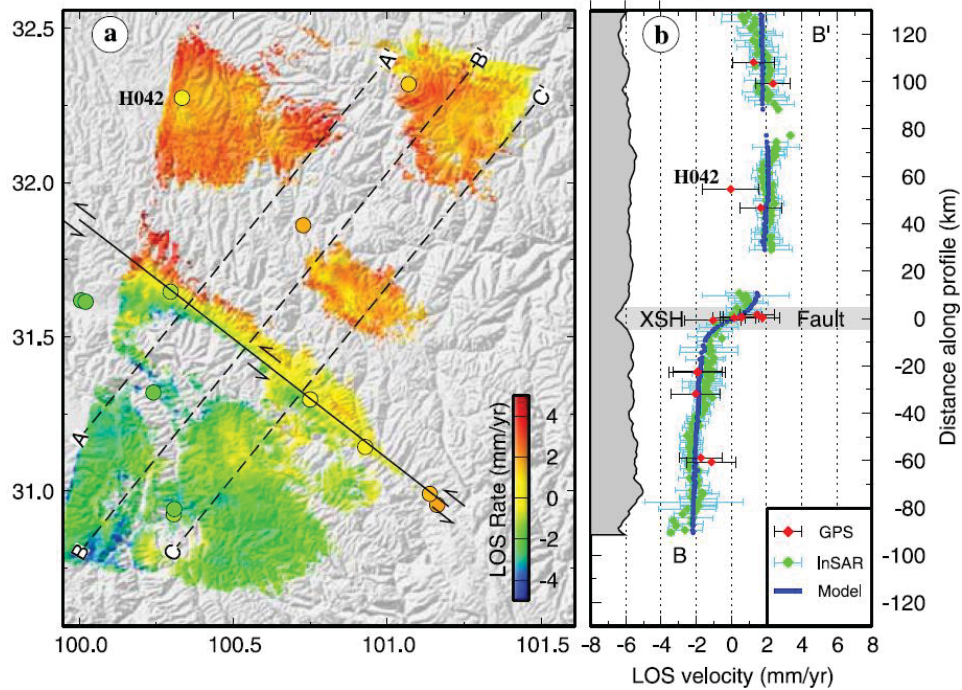 a
32.5
32.0
31.5
31.0
100.0
100.5
101.0
101.5
H042
A'
B'
C'
A
B
C
LOS Rate (mm/yr)
4
2
0
-2
-4
b
B'
H042
XSH
Fault
B
GPS
InSAR
Model
120
100
80
60
40
20
0
-20
-40
-60
-80
-100
-120
Distance along profile (km)
-8
-6
-4
-2
0
2
4
6
8
LOS velocity (mm/yr)